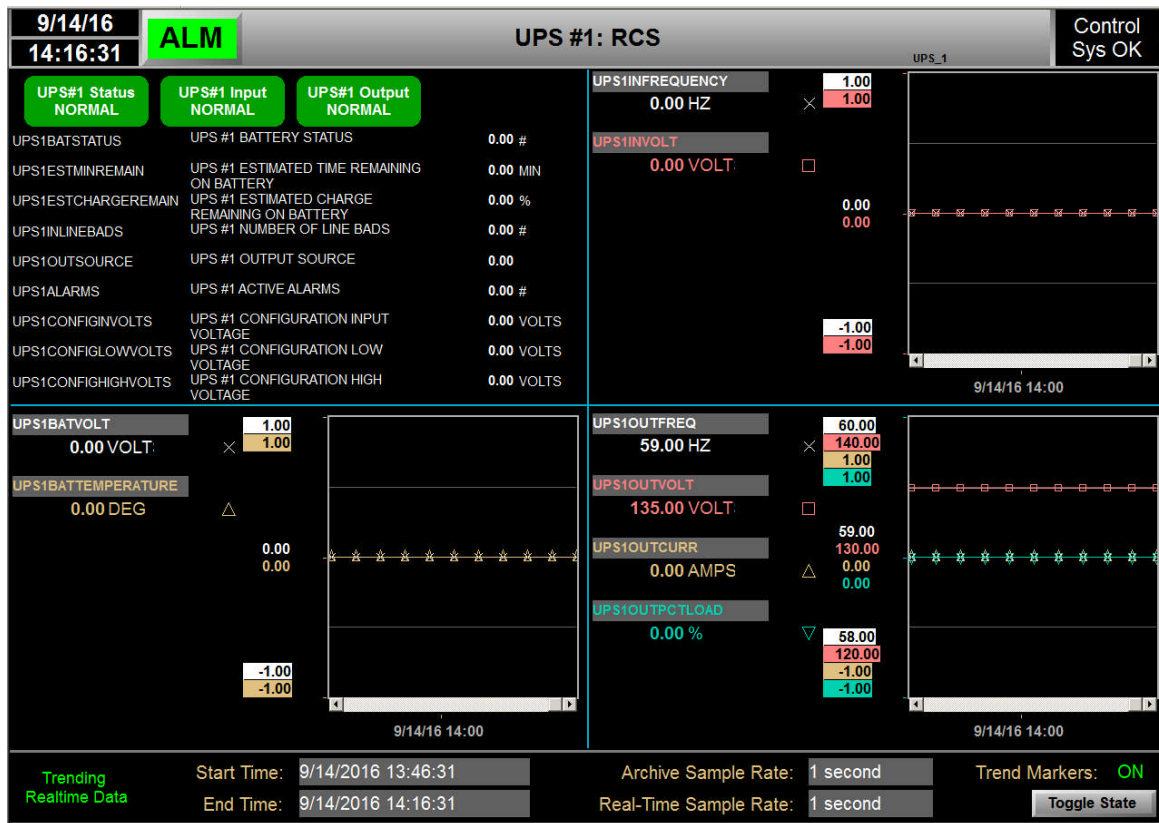 9/14/16
14:16:31
ALM
UPS #1: RCS
UPS_1
Control
Sys OK
UPS#1 Status
NORMAL
UPS#1 Input
NORMAL
UPS#1 Output
NORMAL
UPS1BATSTATUS UPS #1 BATTERY STATUS 0.00 #
UPS1ESTMINREMAIN UPS #1 ESTIMATED TIME REMAINING 0.00 MIN
ON BATTERY
UPS1ESTCHARGEREMAIN UPS #1 ESTIMATED CHARGE 0.00 %
REMAINING ON BATTERY
UPS1INLINEBADS UPS #1 NUMBER OF LINE BADS 0.00 #
UPS1OUTSOURCE UPS #1 OUTPUT SOURCE 0.00
UPS1ALARMS UPS #1 ACTIVE ALARMS 0.00 #
UPS1CONFIGINVOLTS UPS #1 CONFIGURATION INPUT 0.00 VOLTS
VOLTAGE
UPS1CONFIGLOWVOLTS UPS #1 CONFIGURATION LOW 0.00 VOLTS
VOLTAGE
UPS1CONFIGHIGHVOLTS UPS #1 CONFIGURATION HIGH 0.00 VOLTS
VOLTAGE
UPS1INFREQUENCY
0.00 HZ
UPS1INVOLT
0.00 VOLT
1.00
1.00
0.00
0.00
-1.00
-1.00
9/14/16 14:00
UPS1BATVOLT
0.00 VOLT
UPS1BATTEMPERATURE
0.00 DEG
1.00
1.00
0.00
0.00
-1.00
-1.00
9/14/16 14:00
UPS1OUTFREQ
59.00 HZ
UPS1OUTVOLT
135.00 VOLT
UPS1OUTCURR
0.00 AMPS
UPS1OUTPCTLOAD
0.00 %
60.00
140.00
1.00
1.00
59.00
130.00
0.00
0.00
58.00
120.00
-1.00
-1.00
9/14/16 14:00
Trending
Realtime Data
Start Time: 9/14/2016 13:46:31
End Time: 9/14/2016 14:16:31
Archive Sample Rate: 1 second
Real-Time Sample Rate: 1 second
Trend Markers: ON
Toggle State